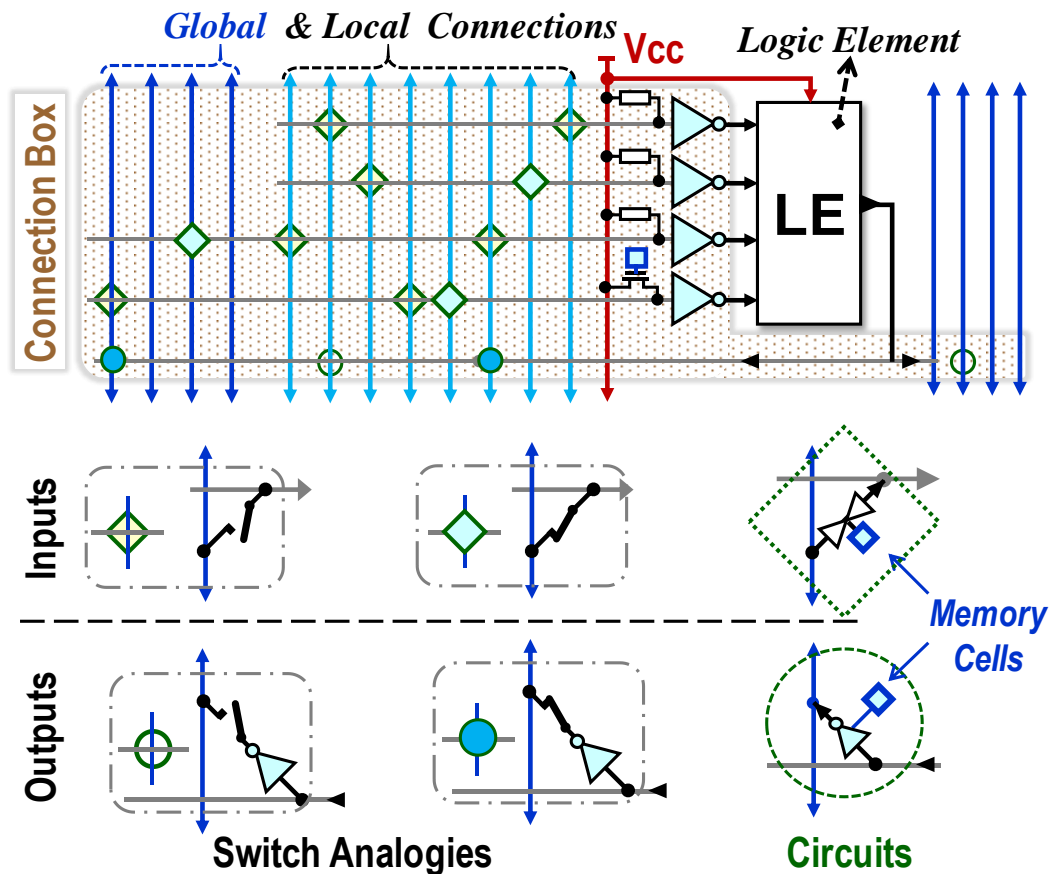 Global & Local Connections
Vcc
Logic Element
Connection Box
LE
Inputs
Memory
Cells
Outputs
Switch Analogies
Circuits